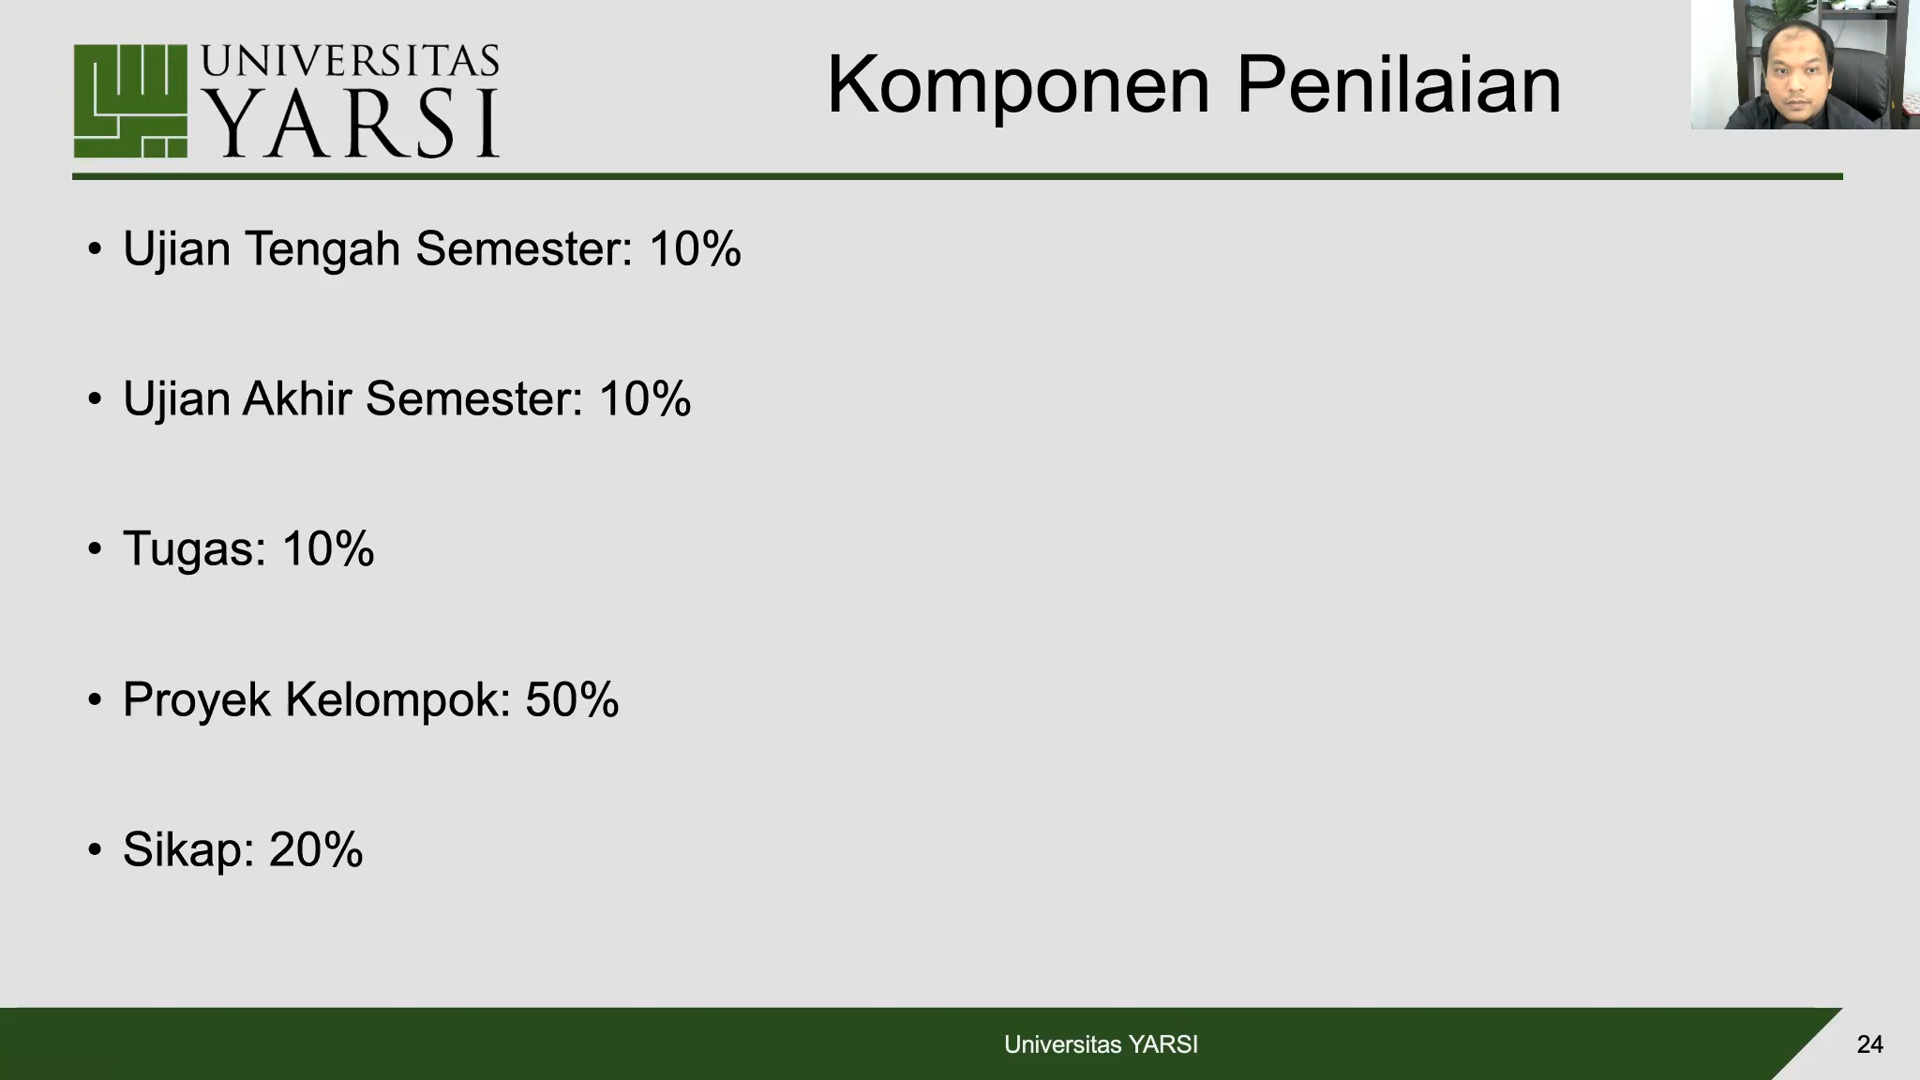 UNIVERSITAS
YARSI
Komponen Penilaian
• Ujian Tengah Semester: 10%
• Ujian Akhir Semester: 10%
• Tugas: 10%
• Proyek Kelompok: 50%
• Sikap: 20%
Universitas YARSI
24